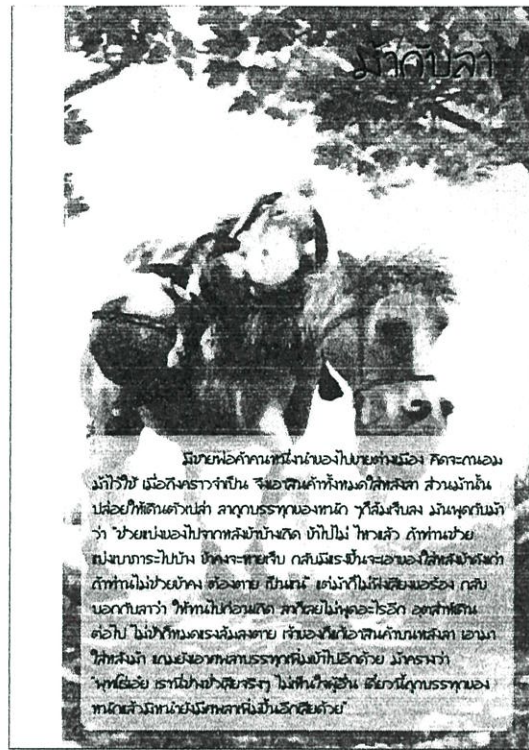 ม้ากับลา
มีชายพ่อค้าคนหนึ่งนำของไปขายต่างเมือง คิดจะถนอม
ม้าไว้ใช้ เมื่อถึงคราวจำเป็น จึงเอาสินค้าทั้งหมดใส่หลังลา ส่วนม้านั้น
ปล่อยให้เดินตัวเปล่า ลาถูกบรรทุกของหนัก ๆก็ล้มเจ็บลง มันพูดกับม้า
ว่า "ช่วยแบ่งของไปจากหลังข้าบ้างเถิด ข้าไปไม่ ไหวแล้ว ถ้าท่านช่วย
แบ่งเบาภาระไปบ้าง ข้าคงจะหายเจ็บ กลับมีแรงขึ้นจะเอาของใส่หลังข้าดังเก่า
ถ้าท่านไม่ช่วยข้าคง ต้องตาย เป็นแน่" แต่ม้าก็ไม่ฟังเสียงขอร้อง กลับ
บอกกับลาว่า ให้ทนไปก่อนเถิด ลาก็เลยไม่พูดอะไรอีก อุตส่าห์เดิน
ต่อไป ไม่ช้าก็หมดแรงล้มลงตาย เจ้าของก็แก้เอาสินค้าบนหลังลา เอามา
ใส่หลังม้า แถมยังเอาศพลาบรรทุกเพิ่มเข้าไปอีกด้วย ม้าครางว่า
"พุทโธ่เอ๋ย เรานี่ช่างชั่วเสียจริงๆ ไม่เห็นใจผู้อื่น เดี๋ยวนี้ถูกบรรทุกของ
หนักแล้วมิหนำยังมีศพลาเพิ่มขึ้นอีกเสียด้วย"